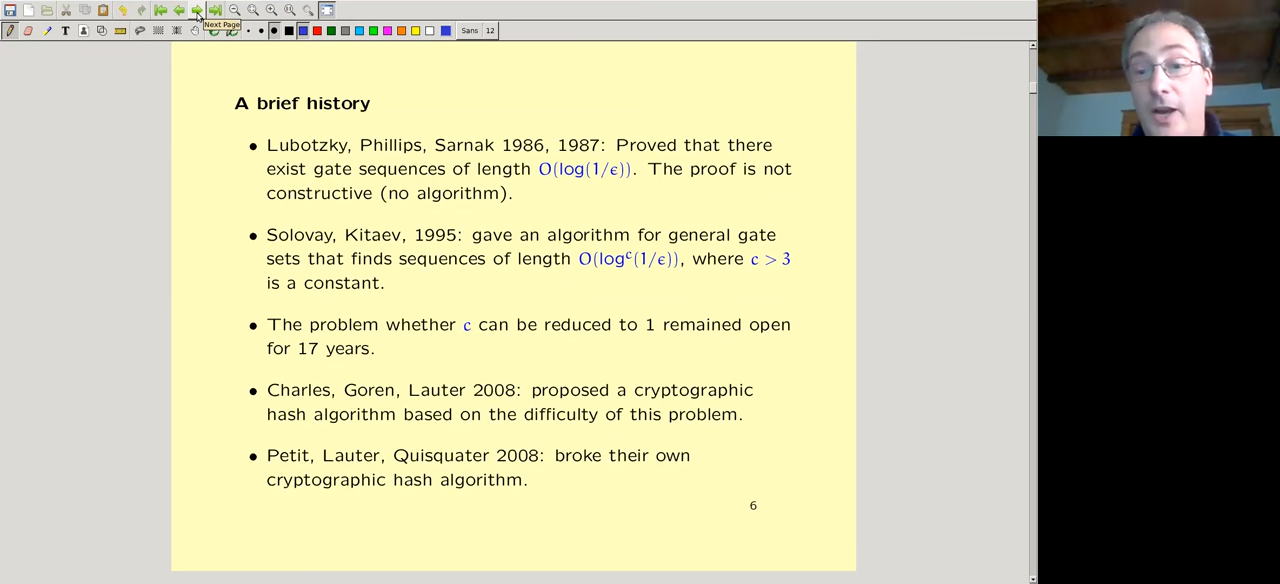 T
Sans 12
Next Page
A brief history
• Lubotzky, Phillips, Sarnak 1986, 1987: Proved that there
exist gate sequences of length O(log(1/ϵ)). The proof is not
constructive (no algorithm).
• Solovay, Kitaev, 1995: gave an algorithm for general gate
sets that finds sequences of length O(logᶜ(1/ϵ)), where c > 3
is a constant.
• The problem whether c can be reduced to 1 remained open
for 17 years.
• Charles, Goren, Lauter 2008: proposed a cryptographic
hash algorithm based on the difficulty of this problem.
• Petit, Lauter, Quisquater 2008: broke their own
cryptographic hash algorithm.
6